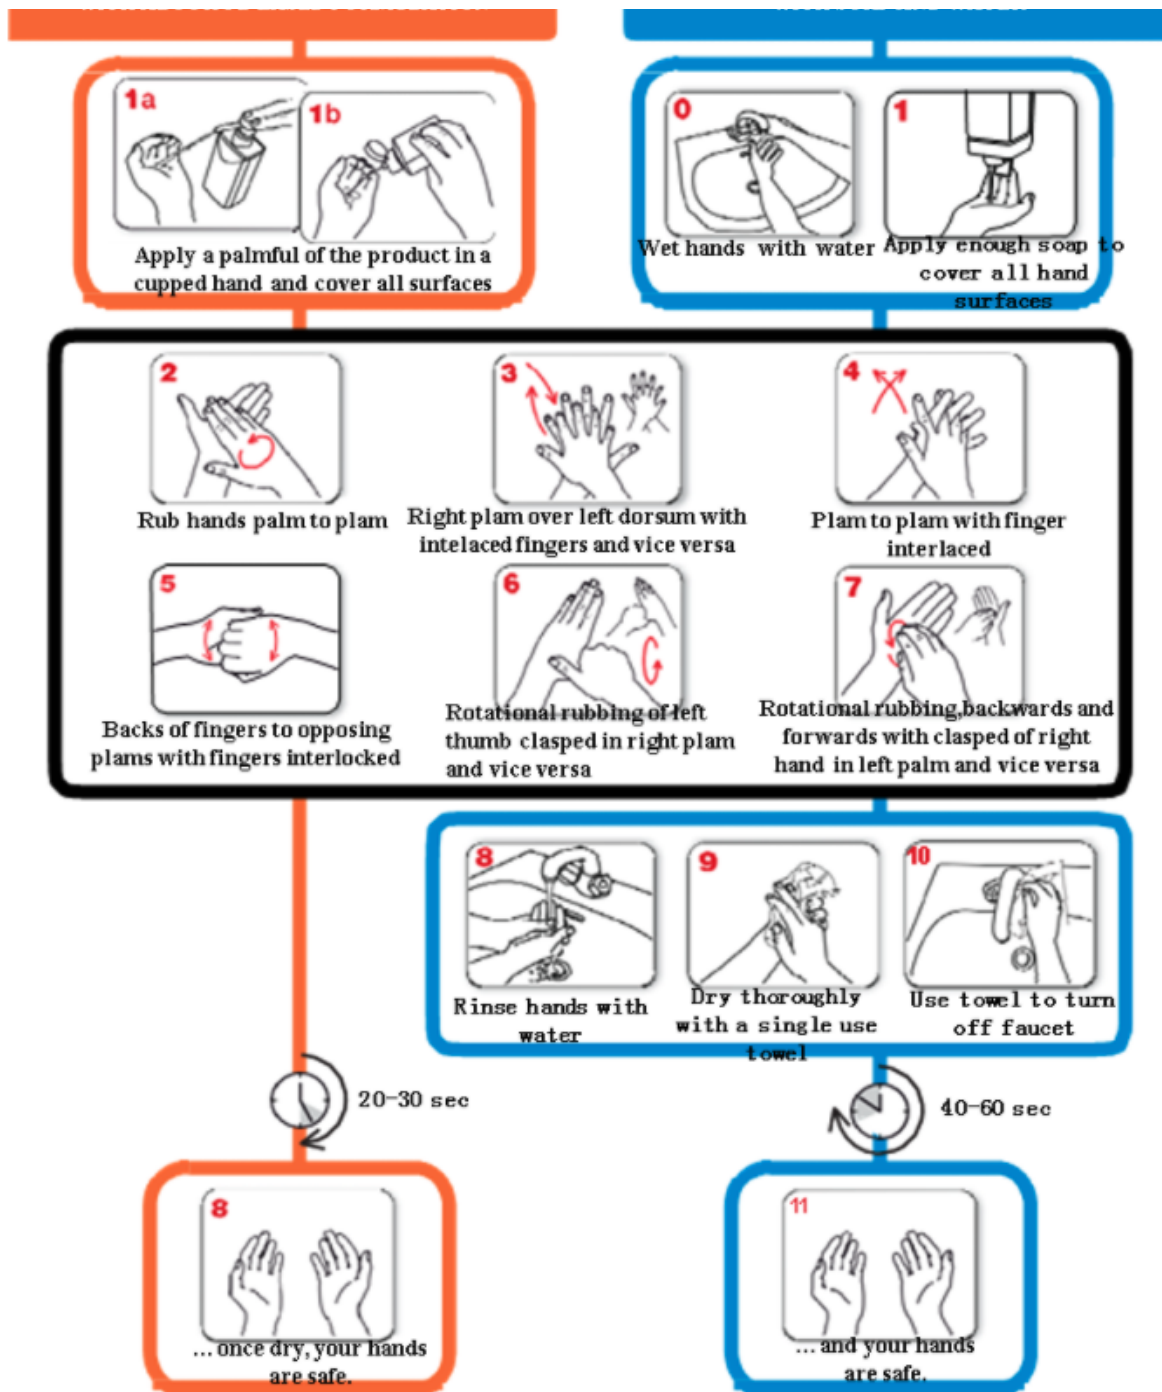 1a
1b
Apply a palmful of the product in a
cupped hand and cover all surfaces
0
1
Wet hands with water
Apply enough soap to
cover all hand
surfaces
2
3
4
Rub hands palm to plam
Right plam over left dorsum with
intelaced fingers and vice versa
Plam to plam with finger
interlaced
5
6
7
Backs of fingers to opposing
plams with fingers interlocked
Rotational rubbing of left
thumb clasped in right plam
and vice versa
Rotational rubbing,backwards and
forwards with clasped of right
hand in left palm and vice versa
8
9
10
Rinse hands with
water
Dry thoroughly
with a single use
towel
Use towel to turn
off faucet
20-30 sec
40-60 sec
8
...once dry, your hands
are safe.
11
...and your hands
are safe.